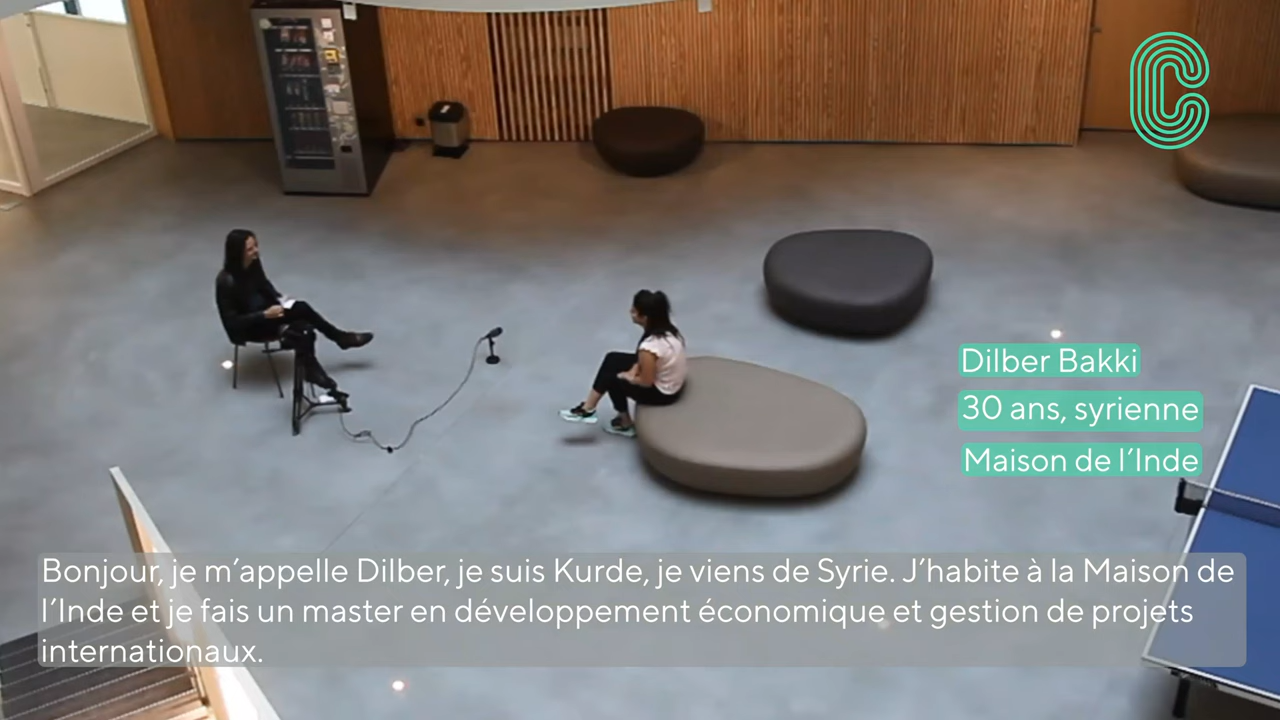 Dilber Bakki
30 ans, syrienne
Maison de l'Inde
Bonjour, je m'appelle Dilber, je suis Kurde, je viens de Syrie. J'habite à la Maison de
l'Inde et je fais un master en développement économique et gestion de projets
internationaux.